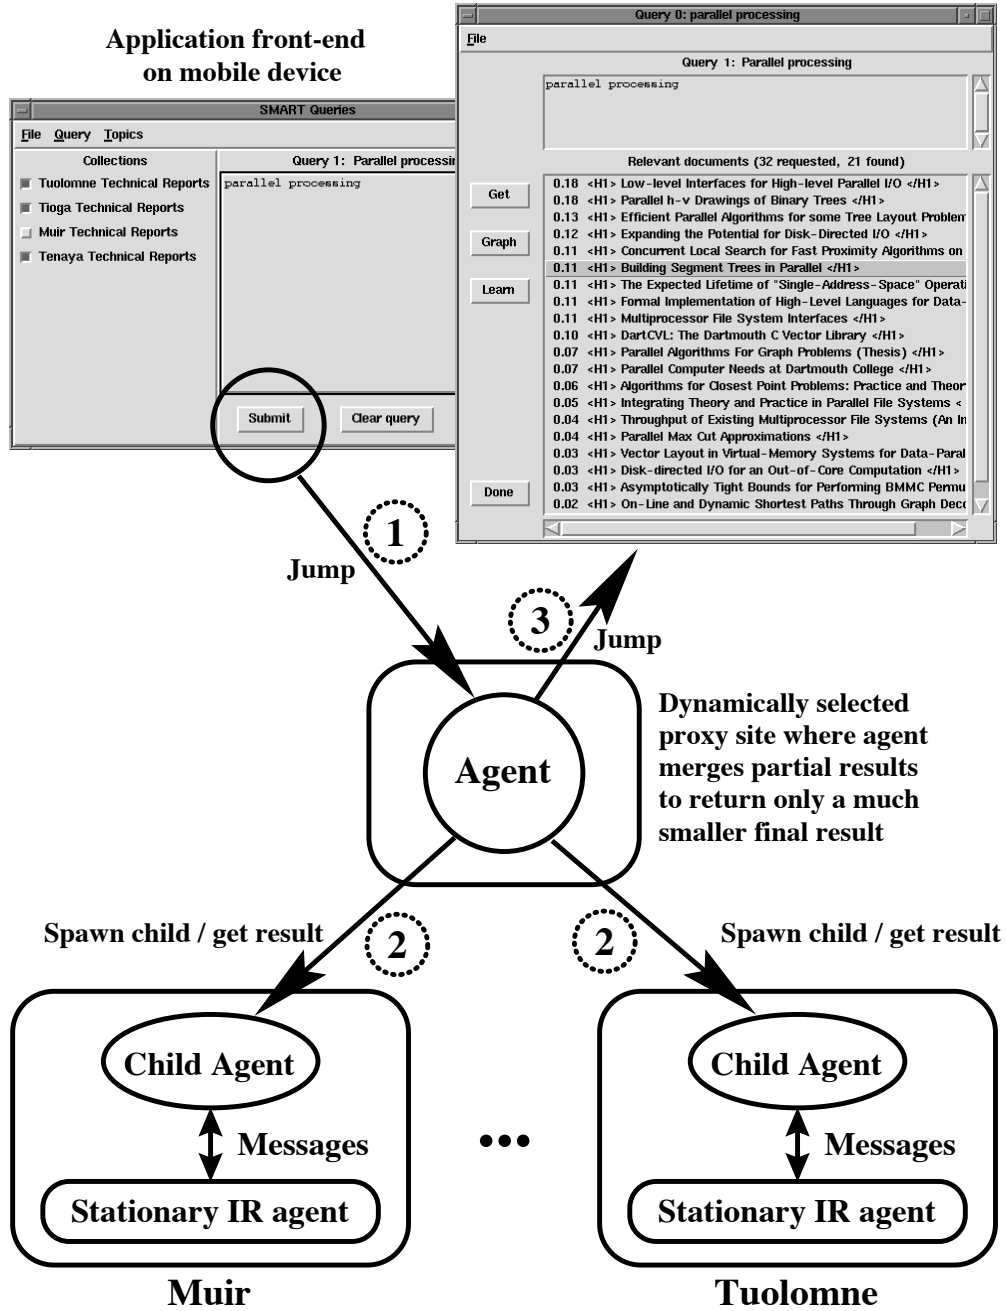 Application front-end
on mobile device
SMART Queries
File Query Topics
Collections
Tuolomne Technical Reports
Tioga Technical Reports
Muir Technical Reports
Tenaya Technical Reports
Query 1: Parallel processin
parallel processing
Submit
Clear query
Query 0: parallel processing
File
Query 1: Parallel processing
parallel processing
Relevant documents (32 requested, 21 found)
Get
Graph
Learn
Done
0.18 <H1> Low-level Interfaces for High-level Parallel I/O </H1>
0.18 <H1> Parallel h-v Drawings of Binary Trees </H1>
0.13 <H1> Efficient Parallel Algorithms for some Tree Layout Problem
0.12 <H1> Expanding the Potential for Disk-Directed I/O </H1>
0.11 <H1> Concurrent Local Search for Fast Proximity Algorithms on
0.11 <H1> Building Segment Trees in Parallel </H1>
0.11 <H1> The Expected Lifetime of "Single-Address-Space" Operati
0.11 <H1> Formal Implementation of High-Level Languages for Data-
0.11 <H1> Multiprocessor File System Interfaces </H1>
0.10 <H1> DartCVL: The Dartmouth C Vector Library </H1>
0.07 <H1> Parallel Algorithms For Graph Problems (Thesis) </H1>
0.07 <H1> Parallel Computer Needs at Dartmouth College </H1>
0.06 <H1> Algorithms for Closest Point Problems: Practice and Theor
0.05 <H1> Integrating Theory and Practice in Parallel File Systems <
0.04 <H1> Throughput of Existing Multiprocessor File Systems (An In
0.04 <H1> Parallel Max Cut Approximations </H1>
0.03 <H1> Vector Layout in Virtual-Memory Systems for Data-Paral
0.03 <H1> Disk-directed I/O for an Out-of-Core Computation </H1>
0.03 <H1> Asymptotically Tight Bounds for Performing BMMC Permu
0.02 <H1> On-Line and Dynamic Shortest Paths Through Graph Deco
1
Jump
3
Jump
Agent
Dynamically selected
proxy site where agent
merges partial results
to return only a much
smaller final result
Spawn child / get result
2
2
Spawn child / get result
Child Agent
Messages
Stationary IR agent
Muir
...
Child Agent
Messages
Stationary IR agent
Tuolomne